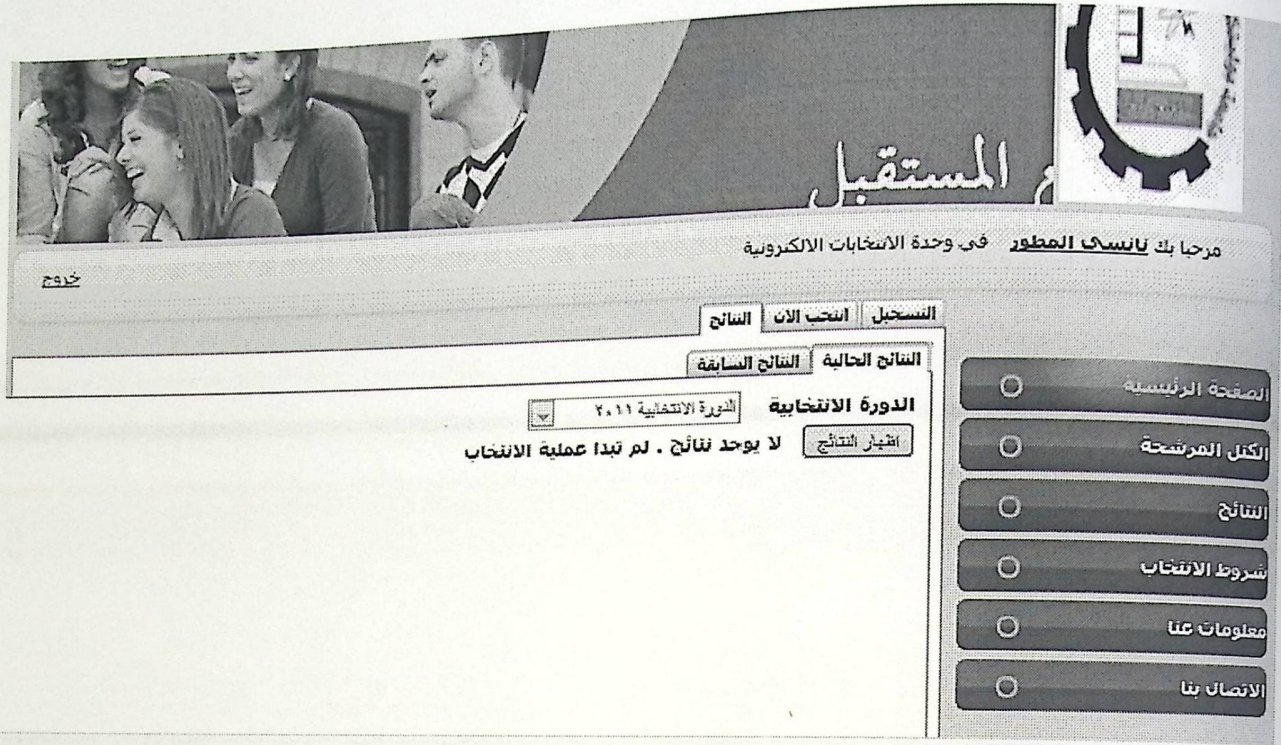 م المستقبل
مرحبا بك نانسي المطور في وحدة الانتخابات الالكترونية
خروج
التسجيل انتخب الان النتائج
النتائج الحالية النتائج السابقة
الدورة الانتخابية الدورة الانتخابية ٢٠١١
اظهار النتائج لا يوجد نتائج . لم تبدا عملية الانتخاب
الصفحة الرئيسية
الكتل المرشحة
النتائج
شروط الانتخاب
معلومات عنا
الاتصال بنا